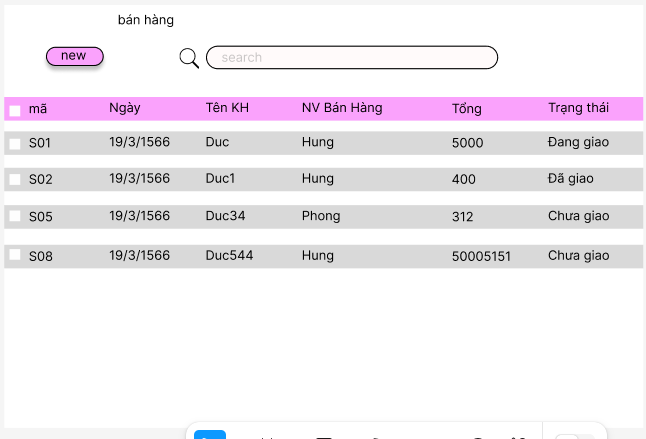 bán hàng
new search
mã Ngày Tên KH NV Bán Hàng Tổng Trạng thái
S01 19/3/1566 Duc Hung 5000 Đang giao
S02 19/3/1566 Duc1 Hung 400 Đã giao
S05 19/3/1566 Duc34 Phong 312 Chưa giao
S08 19/3/1566 Duc544 Hung 50005151 Chưa giao